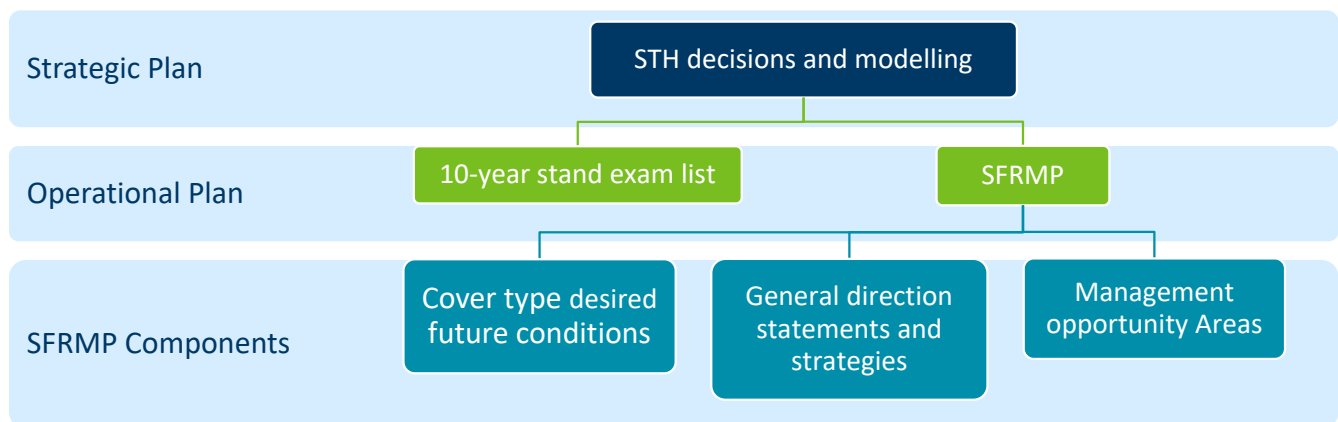 Strategic Plan
STH decisions and modelling
Operational Plan
10-year stand exam list
SFRMP
SFRMP Components
Cover type desired
future conditions
General direction
statements and
strategies
Management
opportunity Areas